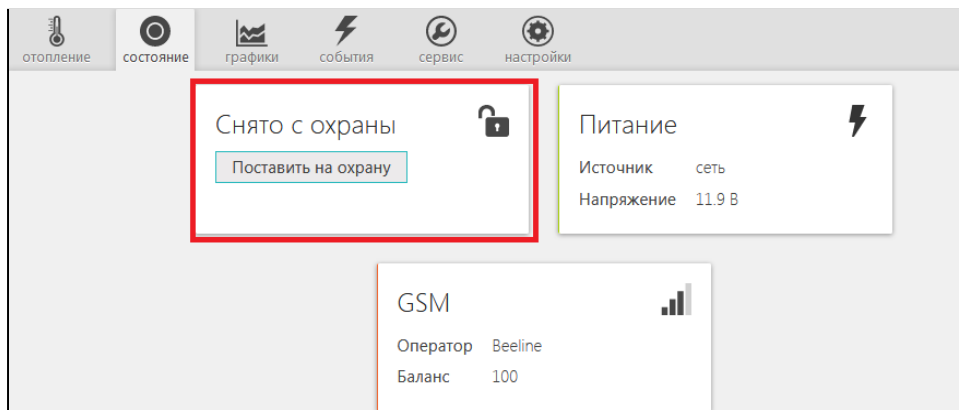 отопление состояние графики события сервис настройки
Снято с охраны
Поставить на охрану
Питание
Источник сеть
Напряжение 11.9 В
GSM
Оператор Beeline
Баланс 100